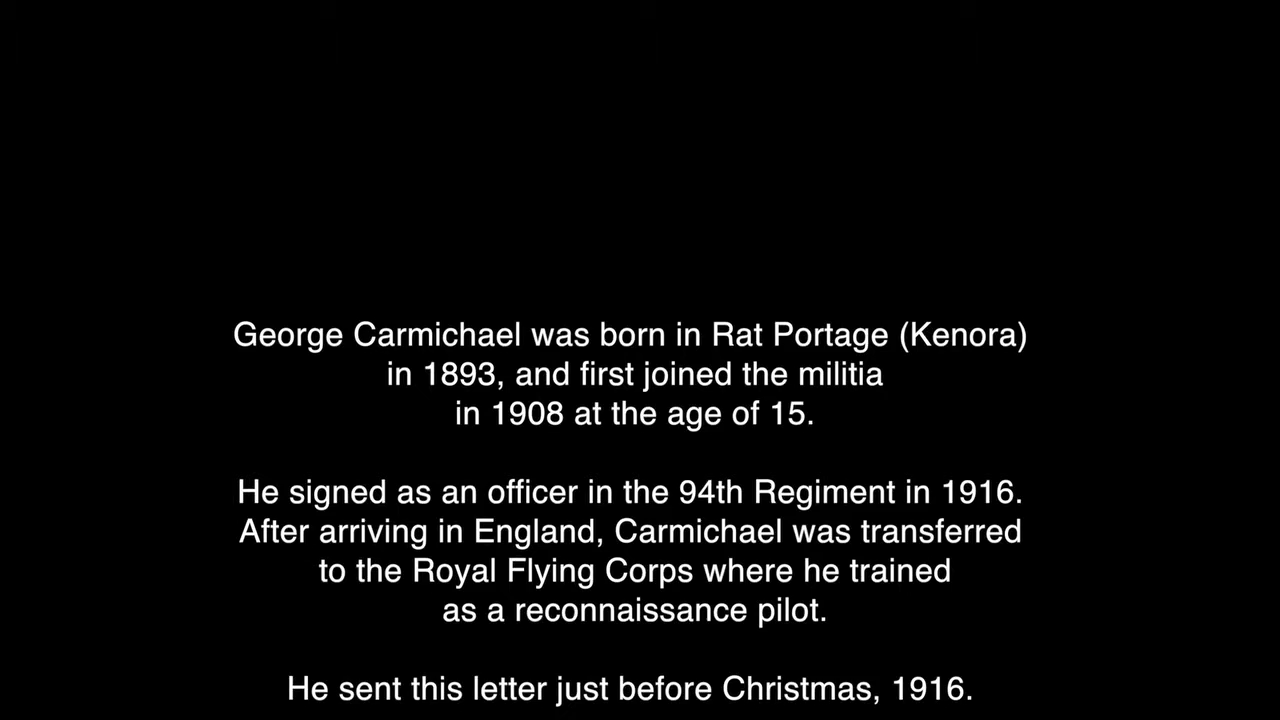 George Carmichael was born in Rat Portage (Kenora)
in 1893, and first joined the militia
in 1908 at the age of 15.
He signed as an officer in the 94th Regiment in 1916.
After arriving in England, Carmichael was transferred
to the Royal Flying Corps where he trained
as a reconnaissance pilot.
He sent this letter just before Christmas, 1916.